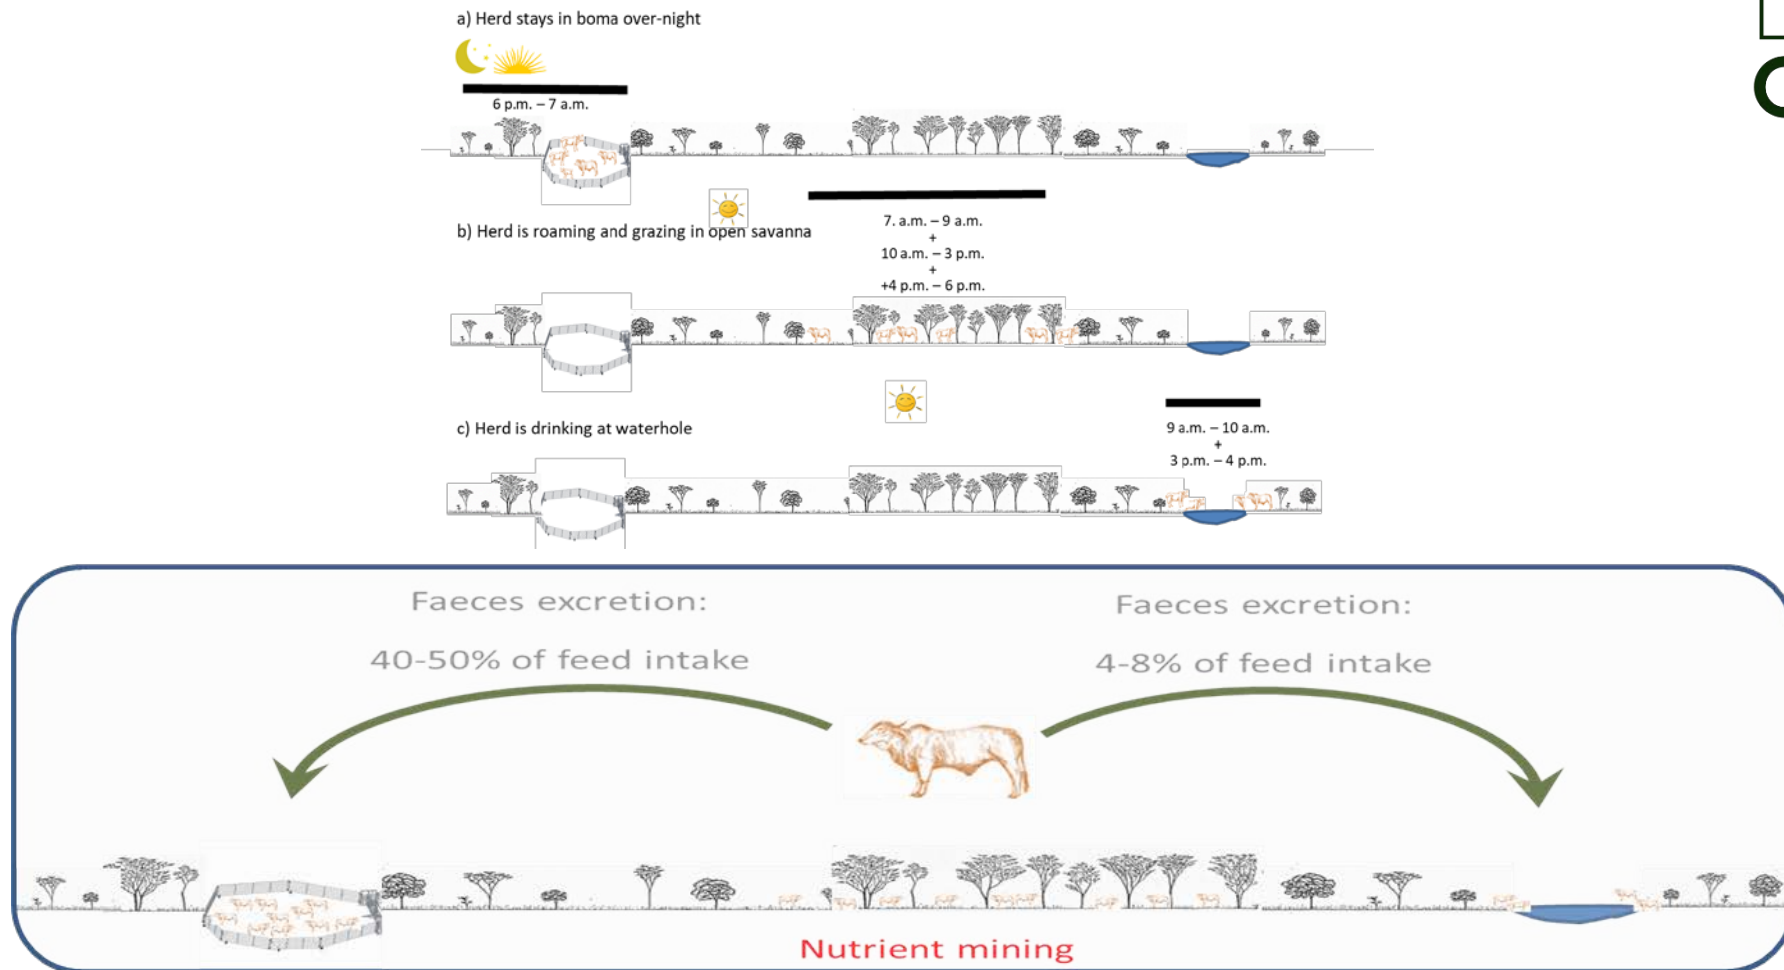 a) Herd stays in boma over-night
6 p.m. – 7 a.m.
b) Herd is roaming and grazing in open savanna
7. a.m. – 9 a.m.
+
10 a.m. – 3 p.m.
+
+4 p.m. – 6 p.m.
c) Herd is drinking at waterhole
9 a.m. – 10 a.m.
+
3 p.m. – 4 p.m.
Faeces excretion:
40-50% of feed intake
Faeces excretion:
4-8% of feed intake
Nutrient mining